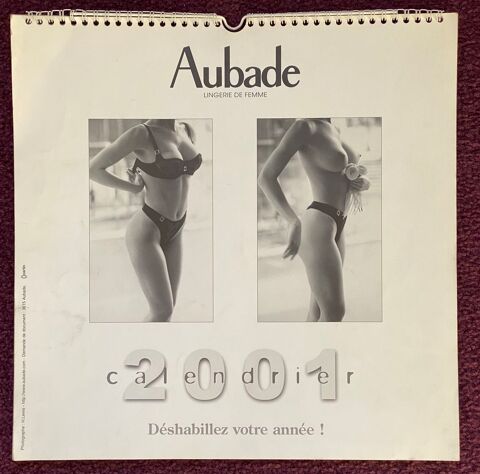 Aubade
LINGERIE DE FEMME
2001
calendrier
Déshabillez votre année !